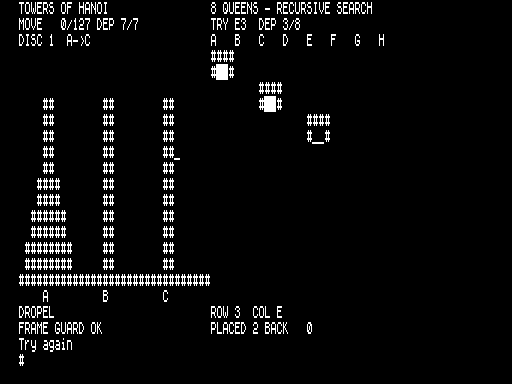 TOWERS OF HANOI
MOVE   0/127 DEP 7/7
DISC 1  A->C
8 QUEENS - RECURSIVE SEARCH
TRY E3  DEP 3/8
A   B   C   D   E   F   G   H
####
#  #
####
#  #
####
#__#
##        ##        ##
##        ##        ##
##        ##        ##
##        ##        ##_
##        ##        ##
####       ##        ##
####       ##        ##
######      ##        ##
######      ##        ##
########     ##        ##
########     ##        ##
################################
A         B         C
DROPEL
FRAME GUARD OK
Try again
#
ROW 3  COL E
PLACED 2 BACK   0